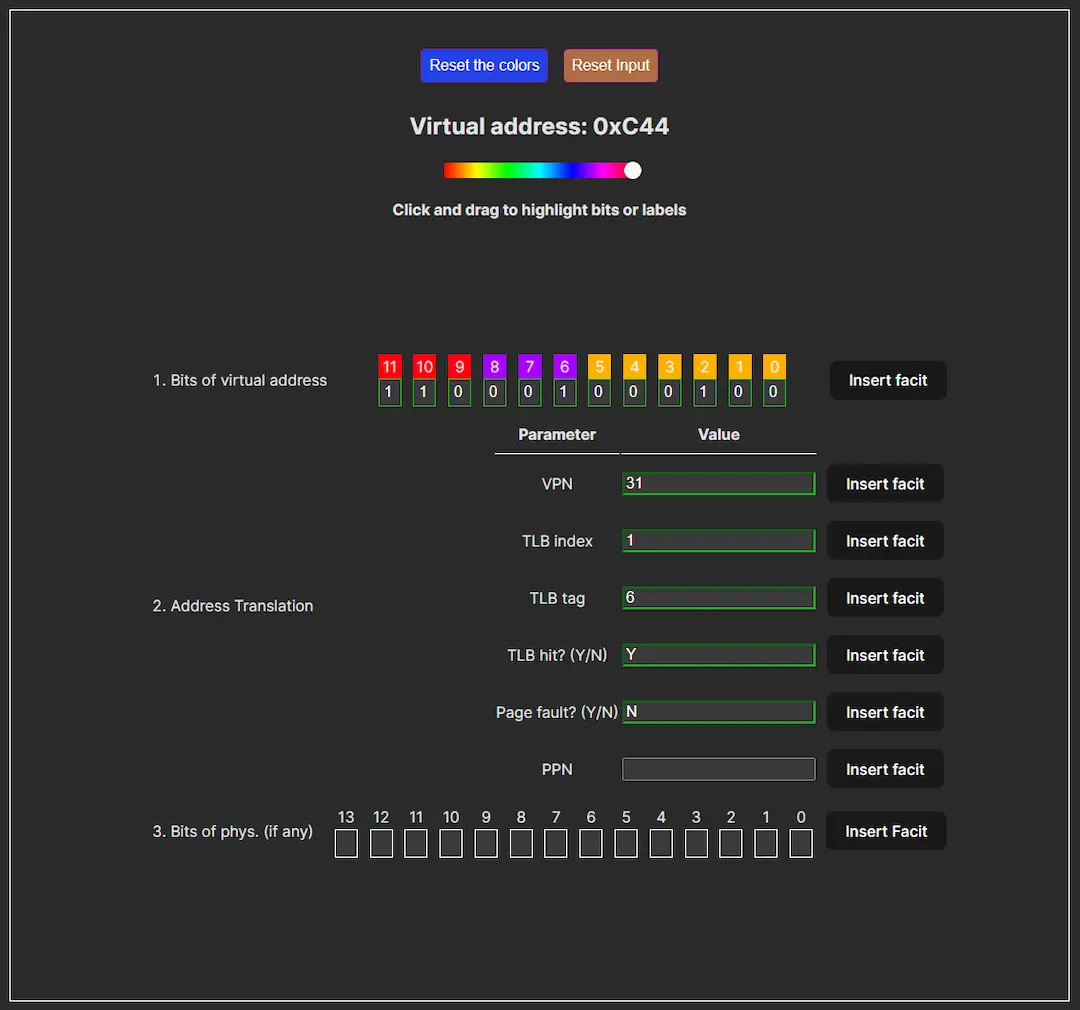 Reset the colors Reset Input
Virtual address: 0xC44
Click and drag to highlight bits or labels
11 10 9 8 7 6 5 4 3 2 1 0
1. Bits of virtual address 1 1 0 0 0 1 0 0 0 1 0 0 Insert facit
Parameter Value
VPN 31 Insert facit
TLB index 1 Insert facit
TLB tag 6 Insert facit
2. Address Translation
TLB hit? (Y/N) Y Insert facit
Page fault? (Y/N) N Insert facit
PPN Insert facit
13 12 11 10 9 8 7 6 5 4 3 2 1 0
3. Bits of phys. (if any) Insert Facit